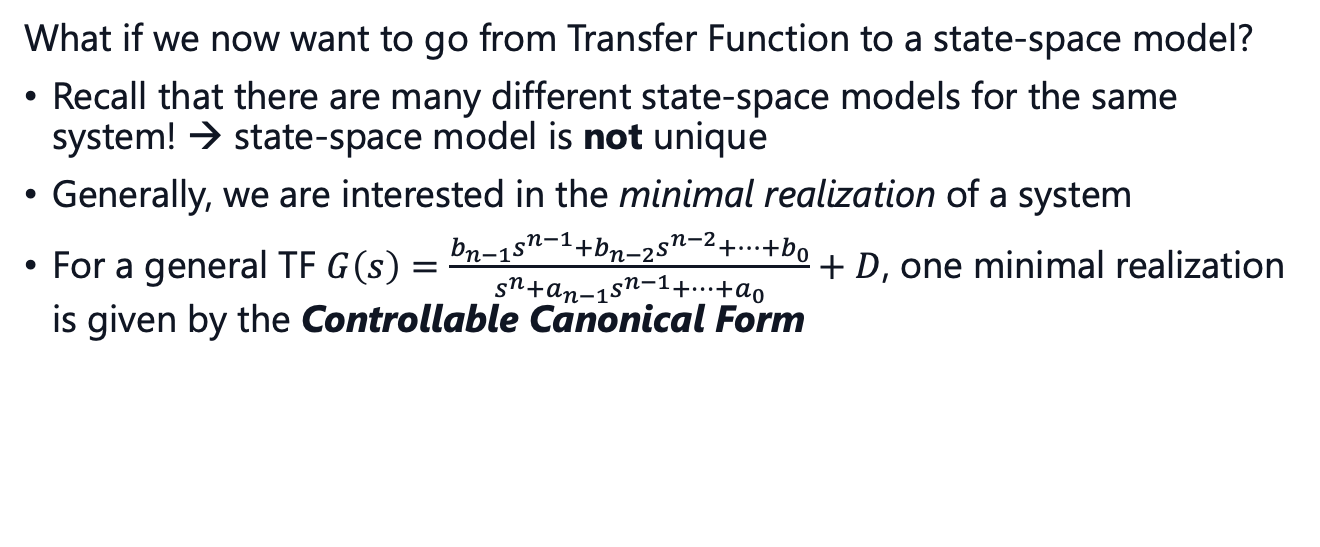 What if we now want to go from Transfer Function to a state-space model?
• Recall that there are many different state-space models for the same
system! → state-space model is not unique
• Generally, we are interested in the minimal realization of a system
• For a general TF G(s) = \frac{b_{n-1}s^{n-1}+b_{n-2}s^{n-2}+⋯+b_0}{s^n+a_{n-1}s^{n-1}+⋯+a_0} + D, one minimal realization
is given by the Controllable Canonical Form